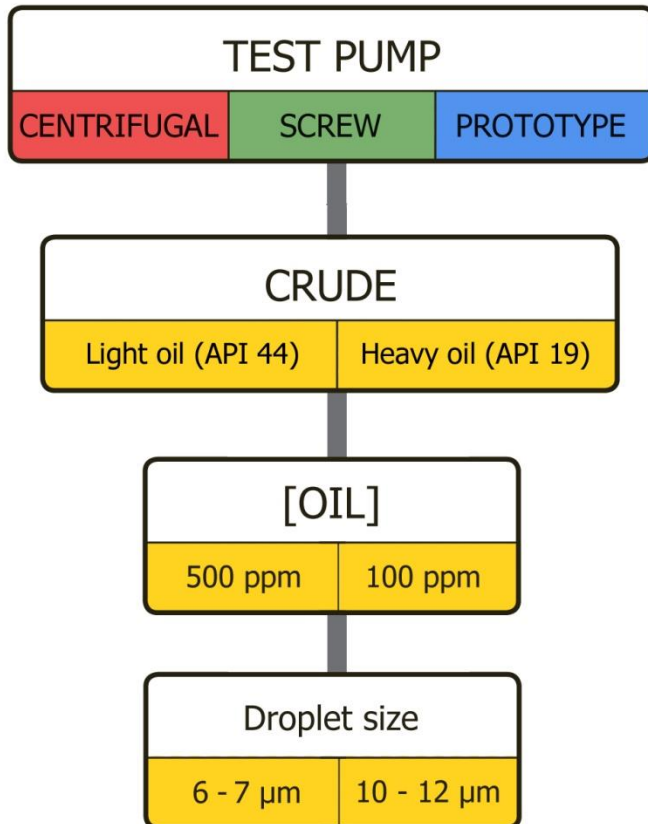 TEST PUMP
CENTRIFUGAL SCREW PROTOTYPE
CRUDE
Light oil (API 44) Heavy oil (API 19)
[OIL]
500 ppm 100 ppm
Droplet size
6 - 7 µm 10 - 12 µm